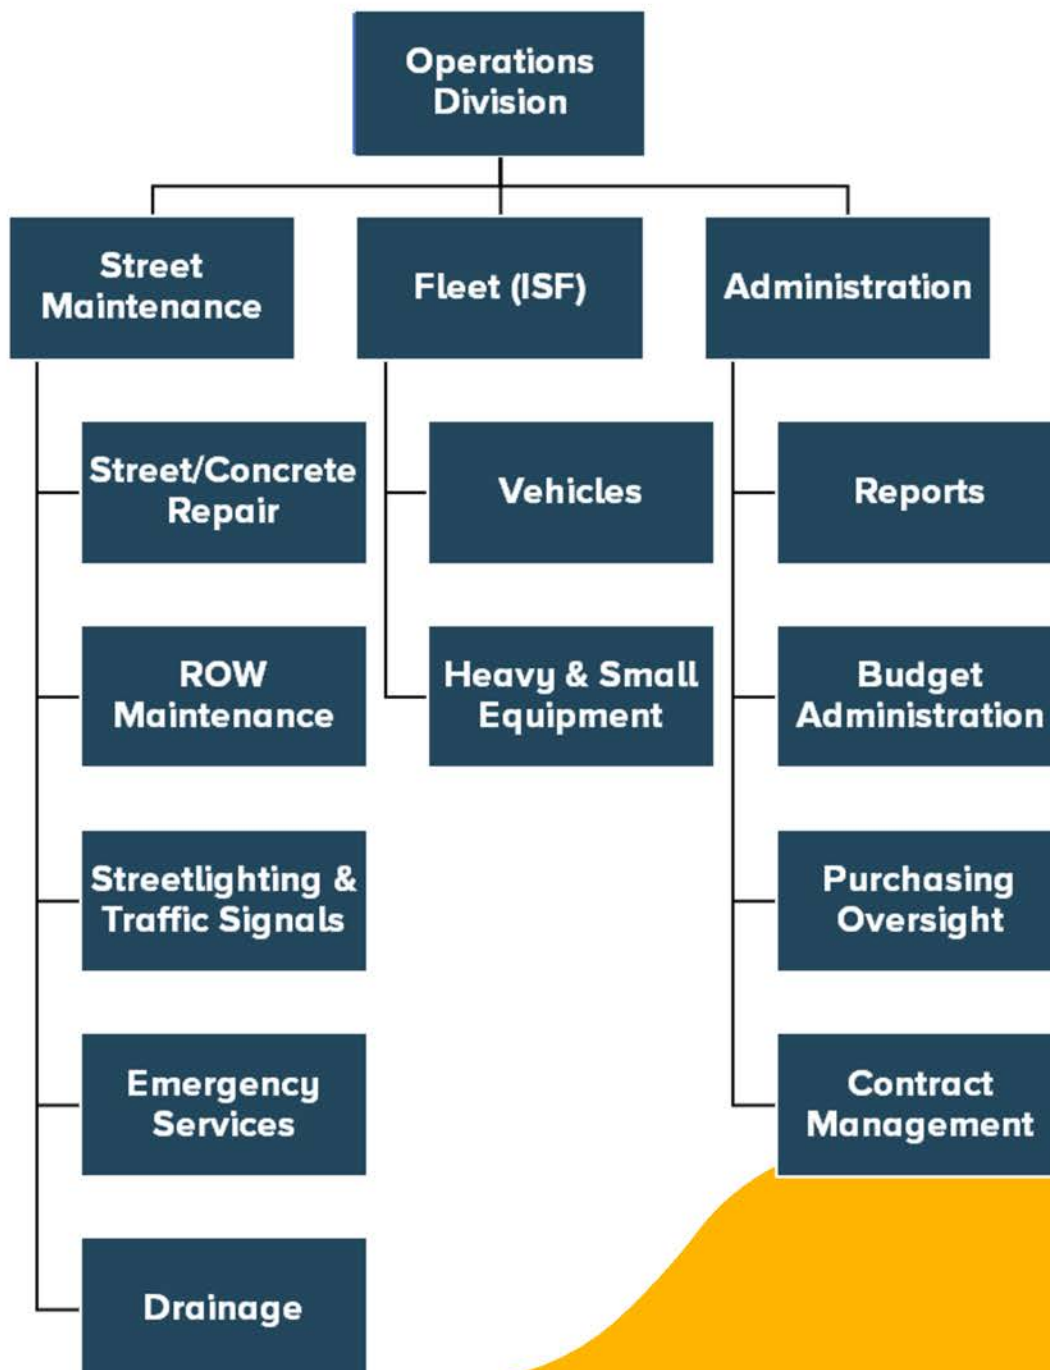 Operations
Division
Street
Maintenance
Fleet (ISF)
Administration
Street/Concrete
Repair
Vehicles
Reports
ROW
Maintenance
Heavy & Small
Equipment
Budget
Administration
Streetlighting &
Traffic Signals
Purchasing
Oversight
Emergency
Services
Contract
Management
Drainage